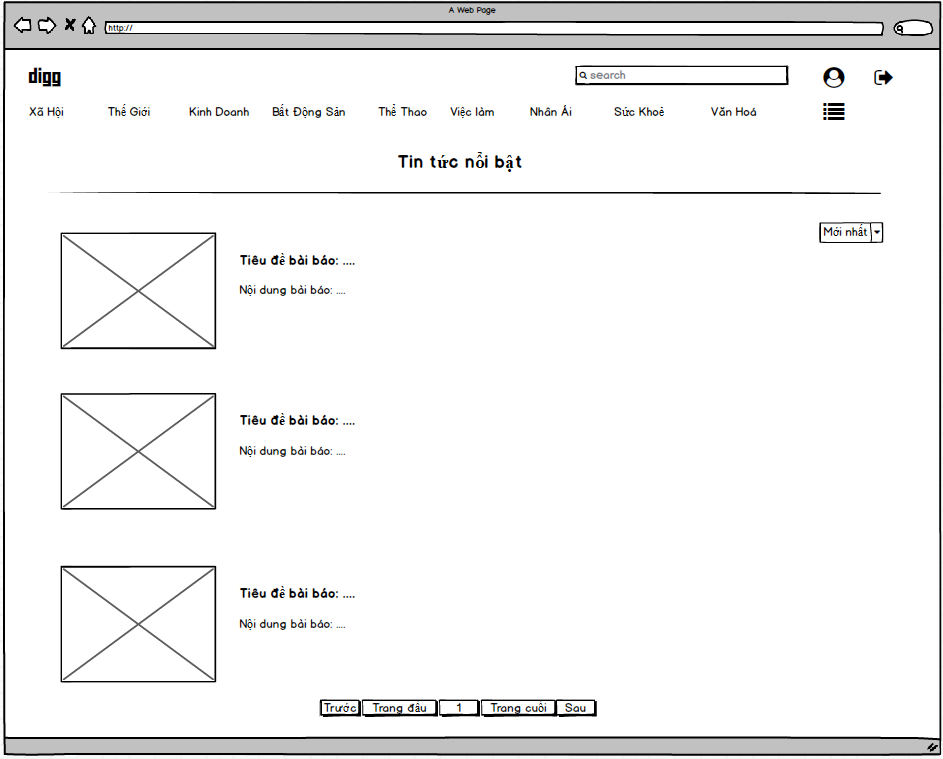 A Web Page
http://
digg
search
Xã Hội Thế Giới Kinh Doanh Bất Động Sản Thể Thao Việc làm Nhân Ái Sức Khoẻ Văn Hoá
Tin tức nổi bật
Mới nhất
Tiêu đề bài báo: ....
Nội dung bài báo: ....
Tiêu đề bài báo: ....
Nội dung bài báo: ....
Tiêu đề bài báo: ....
Nội dung bài báo: ....
Trước Trang đầu 1 Trang cuối Sau